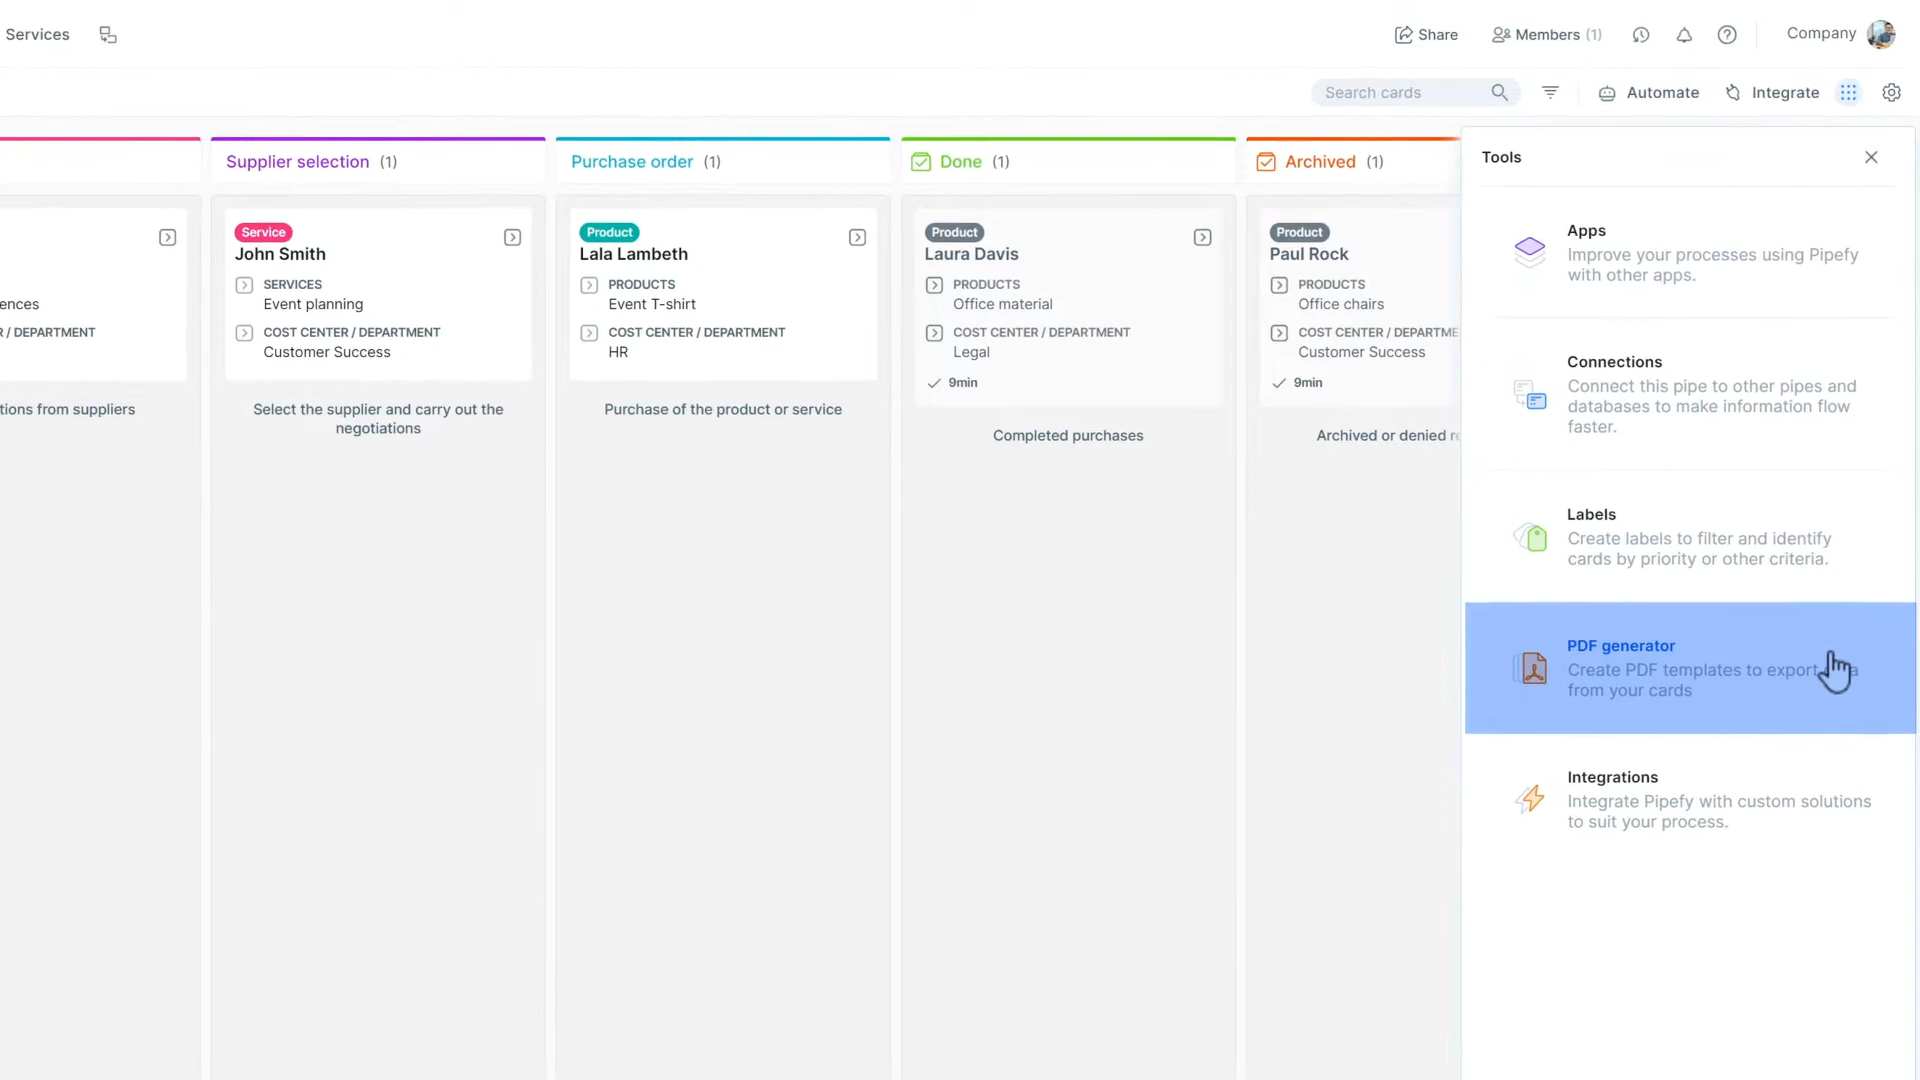 Services
Share
Members (1)
Company
Search cards
Automate
Integrate
Supplier selection (1)
Purchase order (1)
Done (1)
Archived (1)
Tools
ences
R / DEPARTMENT
tions from suppliers
Service
John Smith
SERVICES
Event planning
COST CENTER / DEPARTMENT
Customer Success
Select the supplier and carry out the
negotiations
Product
Lala Lambeth
PRODUCTS
Event T-shirt
COST CENTER / DEPARTMENT
HR
Purchase of the product or service
Product
Laura Davis
PRODUCTS
Office material
COST CENTER / DEPARTMENT
Legal
9min
Completed purchases
Product
Paul Rock
PRODUCTS
Office chairs
COST CENTER / DEPARTME
Customer Success
9min
Archived or denied re
Apps
Improve your processes using Pipefy
with other apps.
Connections
Connect this pipe to other pipes and
databases to make information flow
faster.
Labels
Create labels to filter and identify
cards by priority or other criteria.
PDF generator
Create PDF templates to export
from your cards
Integrations
Integrate Pipefy with custom solutions
to suit your process.